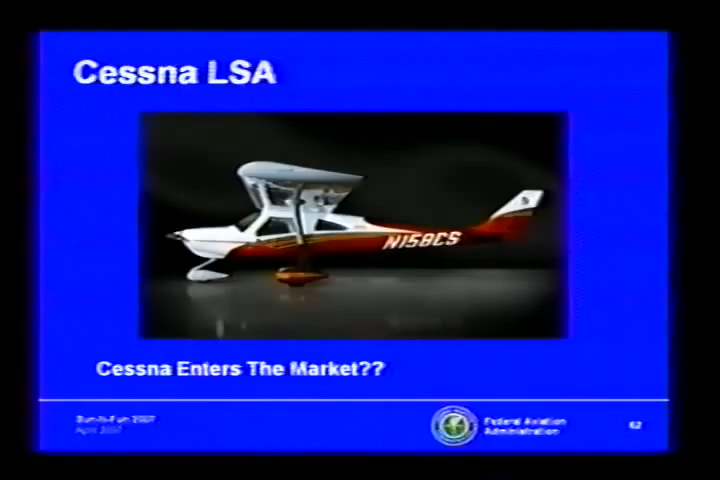 Cessna LSA
N158CS
Cessna Enters The Market??
Sun-N-Fun 2007
April 2007
Federal Aviation
Administration
62